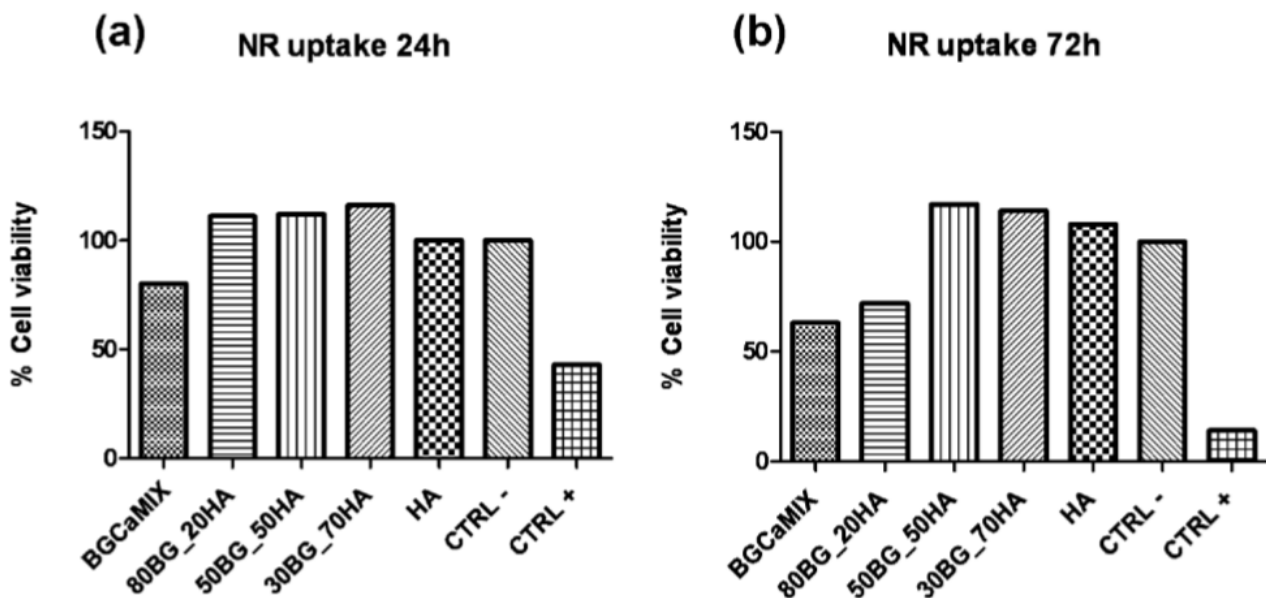 (a)
NR uptake 24h
% Cell viability
150
100
50
0
BGCaMIX
80BG_20HA
50BG_50HA
30BG_70HA
HA
CTRL -
CTRL +
(b)
NR uptake 72h
% Cell viability
150
100
50
0
BGCaMIX
80BG_20HA
50BG_50HA
30BG_70HA
HA
CTRL -
CTRL +